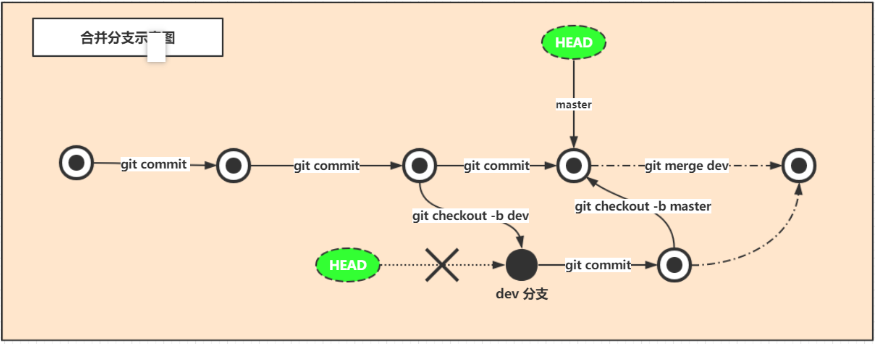 合并分支示图
HEAD
master
git commit
git commit
git commit
git merge dev
git checkout -b dev
git checkout -b master
HEAD
git commit
dev 分支